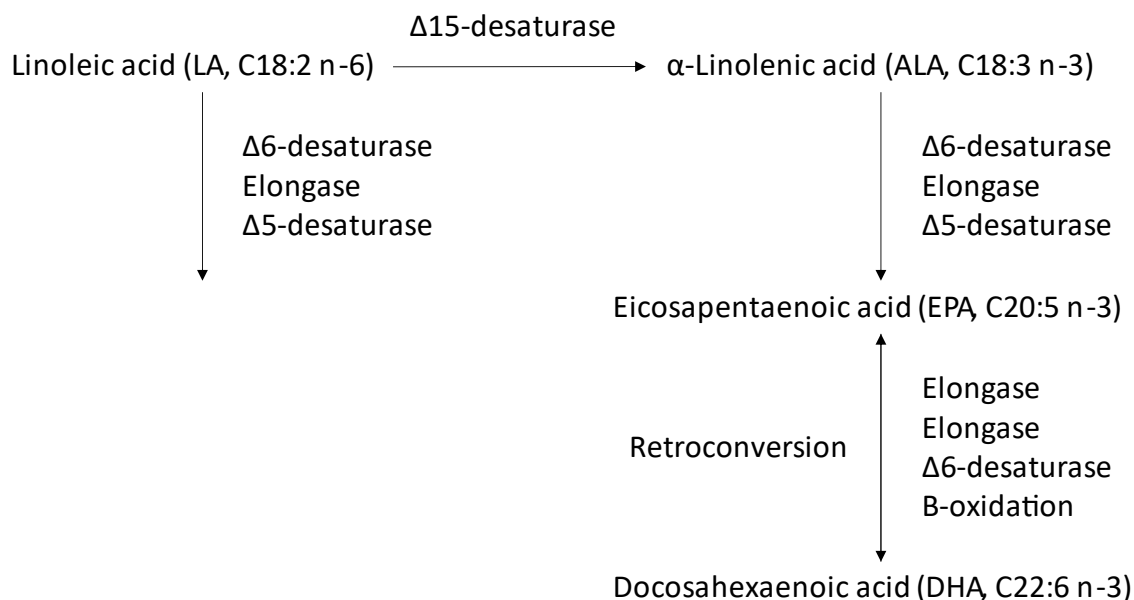 Δ15-desaturase
Linoleic acid (LA, C18:2 n-6)
α-Linolenic acid (ALA, C18:3 n-3)
Δ6-desaturase
Elongase
Δ5-desaturase
Δ6-desaturase
Elongase
Δ5-desaturase
Eicosapentaenoic acid (EPA, C20:5 n-3)
Retroconversion
Elongase
Elongase
Δ6-desaturase
B-oxidation
Docosahexaenoic acid (DHA, C22:6 n-3)